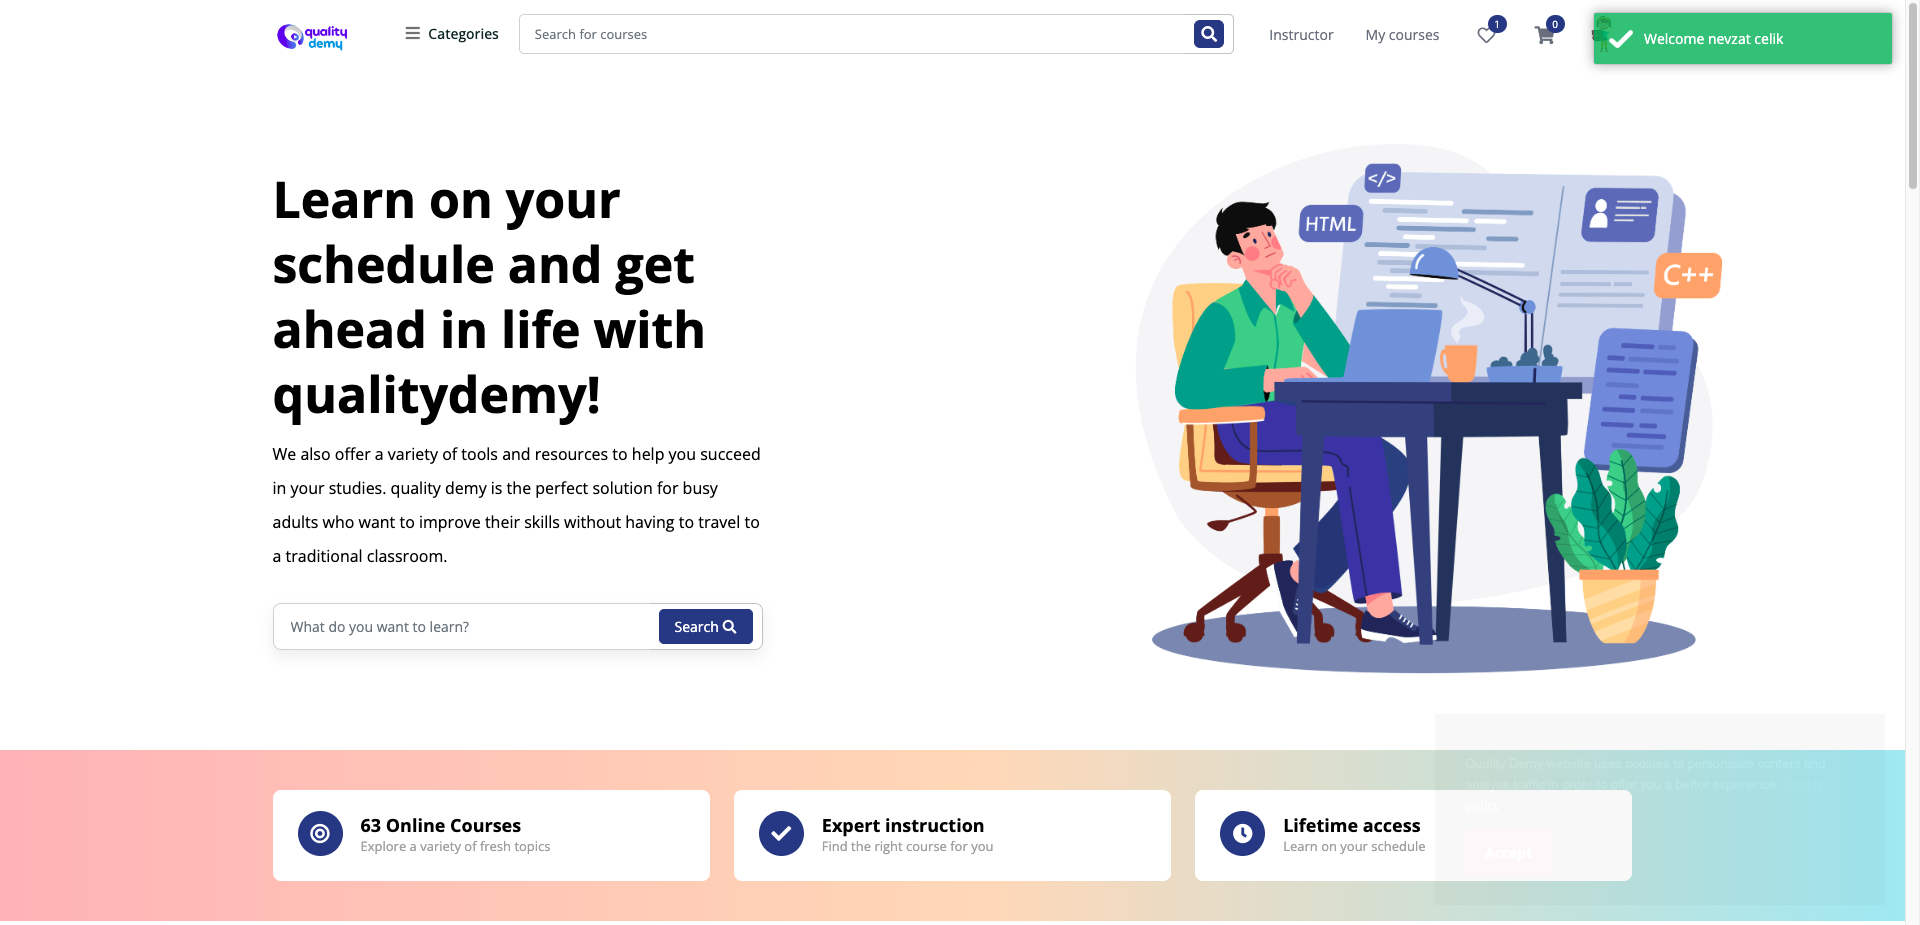 quality
demy
Categories
Search for courses
Instructor
My courses
1
0
Welcome nevzat celik
Learn on your
schedule and get
ahead in life with
qualitydemy!
We also offer a variety of tools and resources to help you succeed
in your studies. quality demy is the perfect solution for busy
adults who want to improve their skills without having to travel to
a traditional classroom.
What do you want to learn?
Search
</>
HTML
C++
Quality Demy website uses cookies to personalize content and
analyse traffic in order to offer you a better experience. Cookie
policy
Accept
63 Online Courses
Explore a variety of fresh topics
Expert instruction
Find the right course for you
Lifetime access
Learn on your schedule